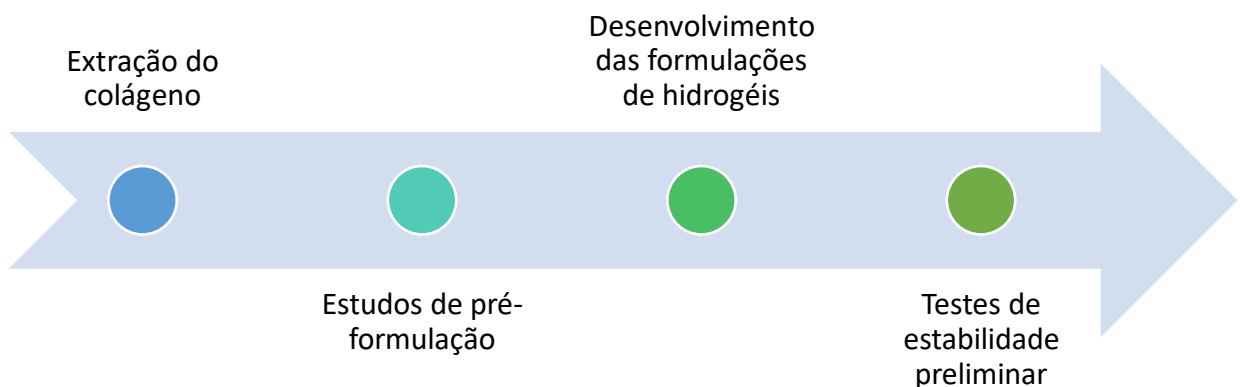 Extração do
colágeno
Estudos de pré-
formulação
Desenvolvimento
das formulações
de hidrogéis
Testes de
estabilidade
preliminar